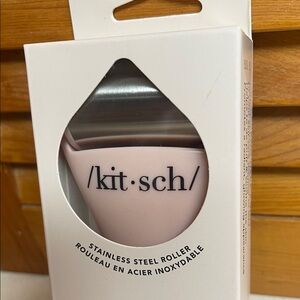 /kit·sch/
STAINLESS STEEL ROLLER
ROULEAU EN ACIER INOXYDABLE